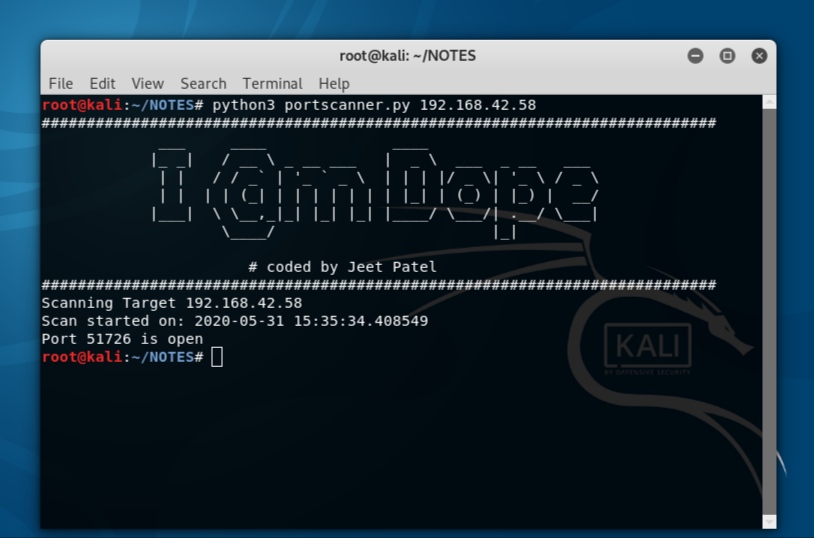 root@kali: ~/NOTES
File Edit View Search Terminal Help
root@kali:~/NOTES# python3 portscanner.py 192.168.42.58
###########################################################################
I @m Dope
# coded by Jeet Patel
###########################################################################
Scanning Target 192.168.42.58
Scan started on: 2020-05-31 15:35:34.408549
Port 51726 is open
root@kali:~/NOTES#
KALI
BY OFFENSIVE SECURITY